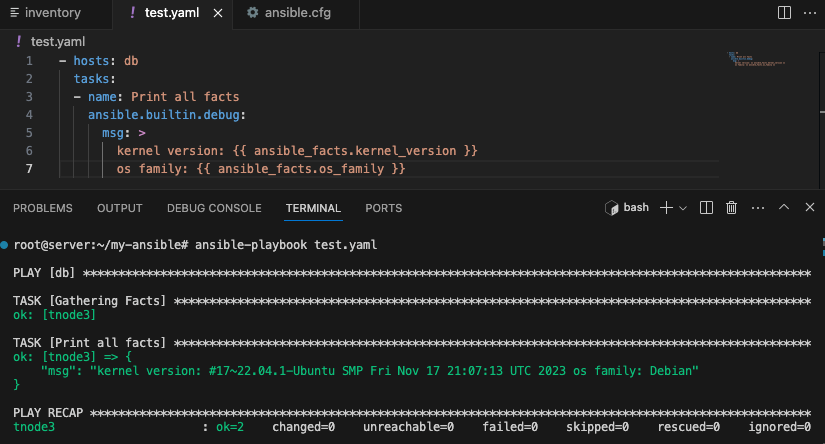 inventory
! test.yaml
ansible.cfg
! test.yaml
1 - hosts: db
2 tasks:
3 - name: Print all facts
4 ansible.builtin.debug:
5 msg: >
6 kernel version: {{ ansible_facts.kernel_version }}
7 os family: {{ ansible_facts.os_family }}
PROBLEMS OUTPUT DEBUG CONSOLE TERMINAL PORTS
bash
root@server:~/my-ansible# ansible-playbook test.yaml
PLAY [db] ****************************************************************************************************
TASK [Gathering Facts] ***************************************************************************************
ok: [tnode3]
TASK [Print all facts] ***************************************************************************************
ok: [tnode3] => {
"msg": "kernel version: #17~22.04.1-Ubuntu SMP Fri Nov 17 21:07:13 UTC 2023 os family: Debian"
}
PLAY RECAP ***************************************************************************************************
tnode3 : ok=2 changed=0 unreachable=0 failed=0 skipped=0 rescued=0 ignored=0